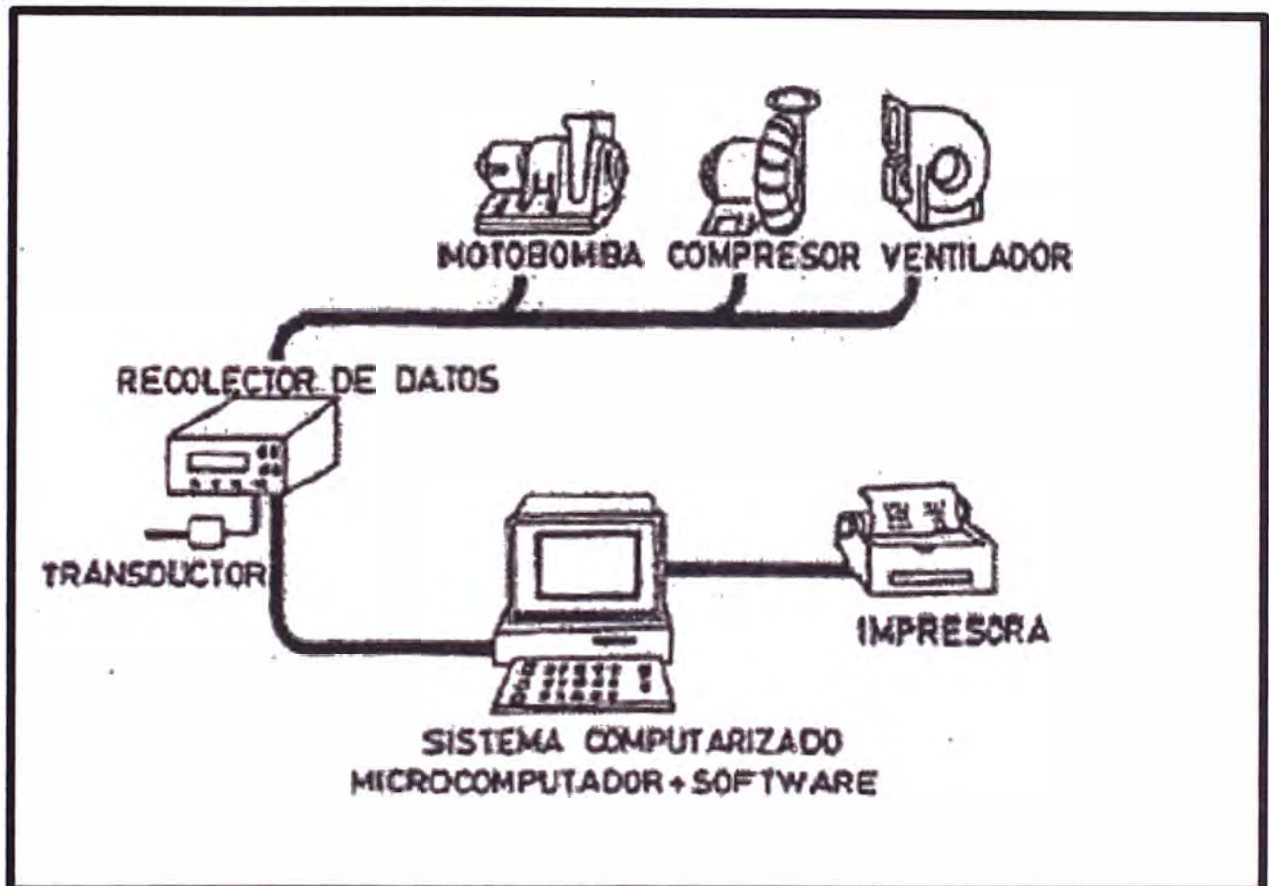 MOTOBOMBA COMPRESOR VENTILADOR
RECOLECTOR DE DATOS
TRANSDUCTOR
IMPRESORA
SISTEMA COMPUTARIZADO
MICROCOMPUTADOR + SOFTWARE